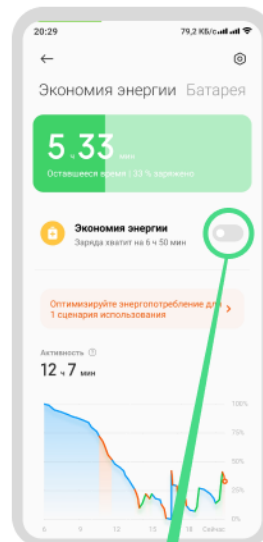 20:29 79,2 КБ/с
Экономия энергии Батарея
5 ч 33 мин
Оставшееся время | 33 % заряжено
Экономия энергии
Заряда хватит на 6 ч 50 мин
Оптимизируйте энергопотребление для
1 сценария использования
Активность
12 ч 7 мин
100%
75%
50%
25%
0%
6 9 12 15 18 Сейчас